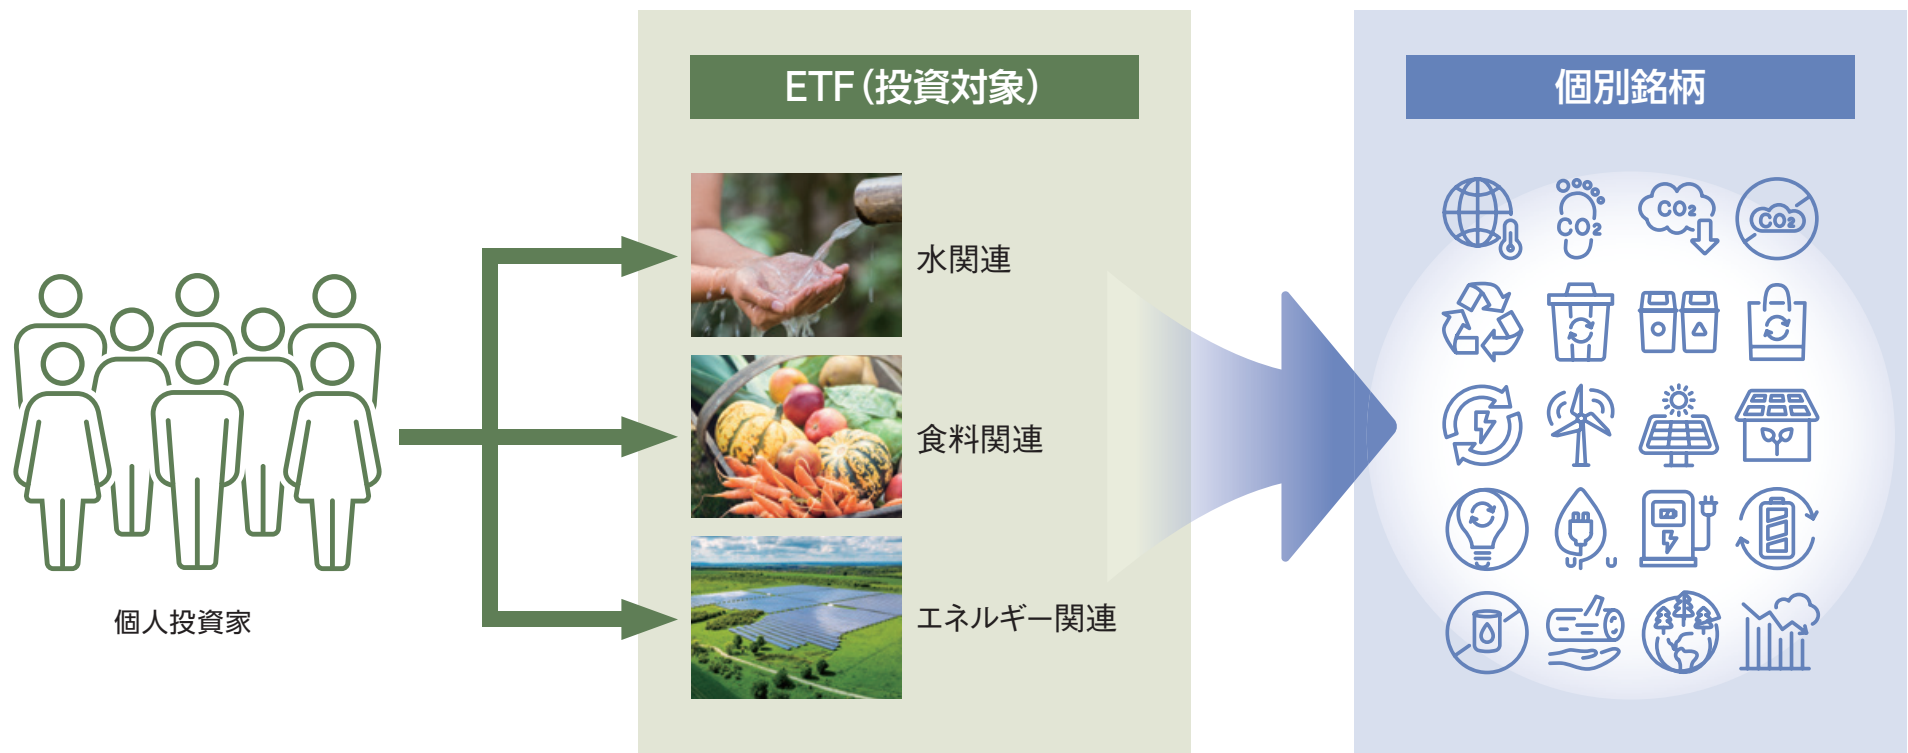 ETF(投資対象)
個別銘柄
水関連
食料関連
エネルギー関連
個人投資家
CO2
CO2
CO2